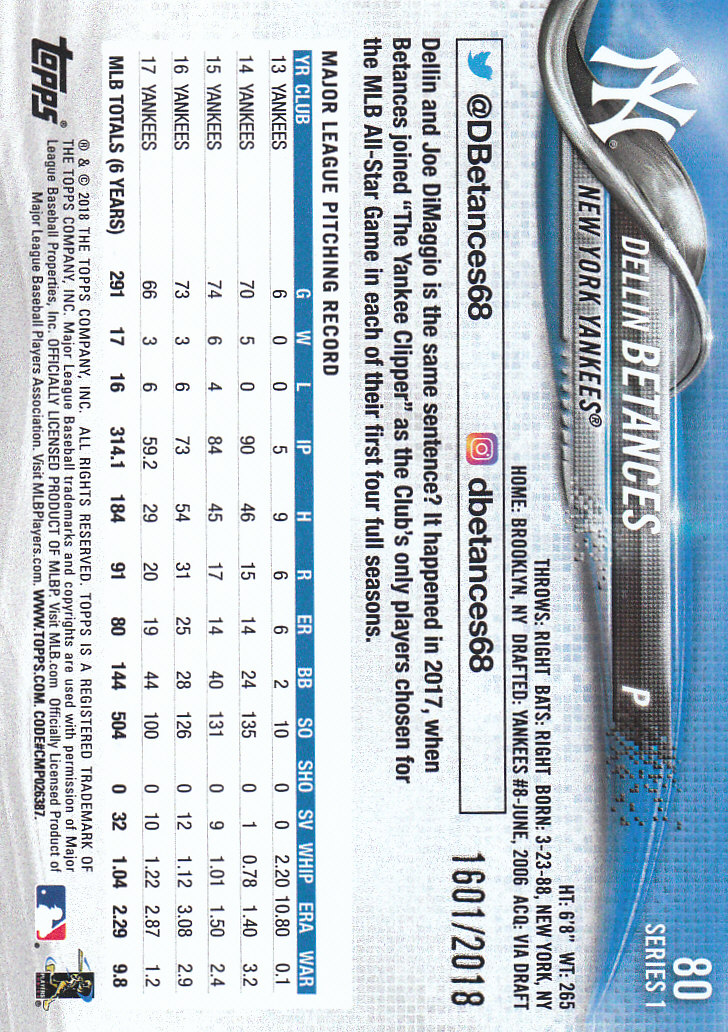 80
SERIES 1
NY
DELLIN BETANCES P
NEW YORK YANKEES®
HT: 6'8" WT: 265
THROWS: RIGHT BATS: RIGHT BORN: 3-23-88, NEW YORK, NY
HOME: BROOKLYN, NY DRAFTED: YANKEES #8-JUNE, 2006 ACQ: VIA DRAFT
@DBetances68 dbetances68
1601/2018
Dellin and Joe DiMaggio is the same sentence? It happened in 2017, when
Betances joined "The Yankee Clipper" as the Club's only players chosen for
the MLB All-Star Game in each of their first four full seasons.
MAJOR LEAGUE PITCHING RECORD
YR CLUB G W L IP H R ER BB SO SHO SV WHIP ERA WAR
13 YANKEES 6 0 0 5 9 6 6 2 10 0 0 2.20 10.80 0.1
14 YANKEES 70 5 0 90 46 15 14 24 135 0 1 0.78 1.40 3.2
15 YANKEES 74 6 4 84 45 17 14 40 131 0 9 1.01 1.50 2.4
16 YANKEES 73 3 6 73 54 31 25 28 126 0 12 1.12 3.08 2.9
17 YANKEES 66 3 6 59.2 29 20 19 44 100 0 10 1.22 2.87 1.2
MLB TOTALS (6 YEARS) 291 17 16 314.1 184 91 80 144 504 0 32 1.04 2.29 9.8
topps®
® & © 2018 THE TOPPS COMPANY, INC. ALL RIGHTS RESERVED. TOPPS IS A REGISTERED TRADEMARK OF
THE TOPPS COMPANY, INC. Major League Baseball trademarks and copyrights are used with permission of Major
League Baseball Properties, Inc. OFFICIALLY LICENSED PRODUCT OF MLBP. Visit MLB.com Officially Licensed Product of
Major League Baseball Players Association. Visit MLBPlayers.com. WWW.TOPPS.COM. CODE#CMP026387.
PLAYERS